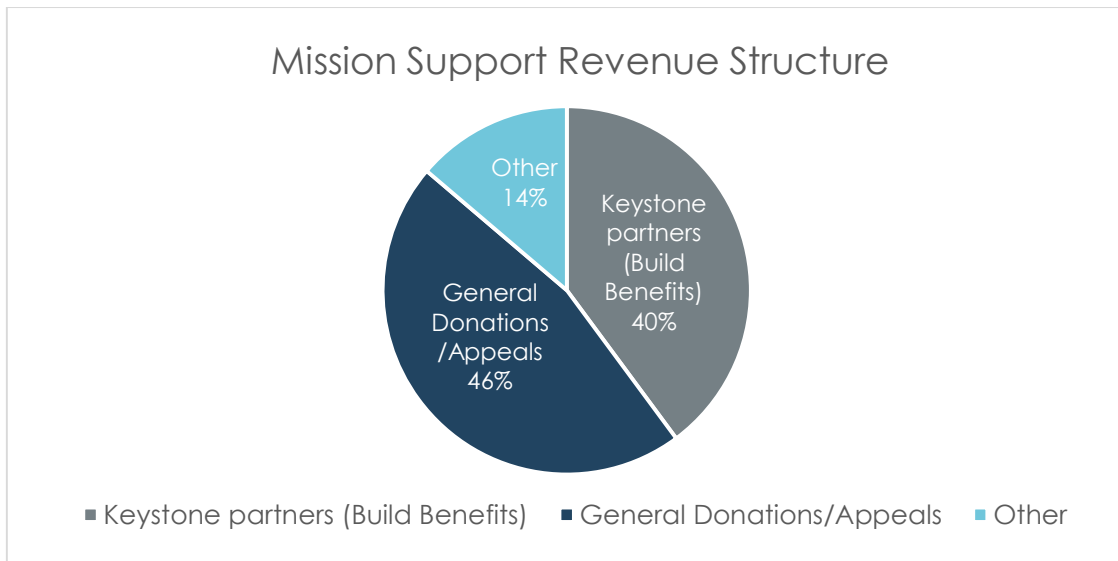 Mission Support Revenue Structure
Other
14%
Keystone
partners
(Build
Benefits)
40%
General
Donations
/Appeals
46%
Keystone partners (Build Benefits) General Donations/Appeals Other